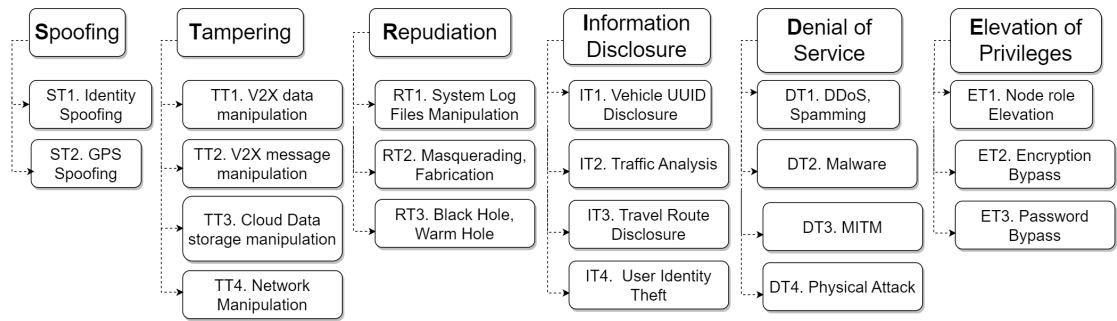 Spoofing
ST1. Identity
Spoofing
ST2. GPS
Spoofing
Tampering
TT1. V2X data
manipulation
TT2. V2X message
manipulation
TT3. Cloud Data
storage manipulation
TT4. Network
Manipulation
Repudiation
RT1. System Log
Files Manipulation
RT2. Masquerading,
Fabrication
RT3. Black Hole,
Warm Hole
Information
Disclosure
IT1. Vehicle UUID
Disclosure
IT2. Traffic Analysis
IT3. Travel Route
Disclosure
IT4. User Identity
Theft
Denial of
Service
DT1. DDoS,
Spamming
DT2. Malware
DT3. MITM
DT4. Physical Attack
Elevation of
Privileges
ET1. Node role
Elevation
ET2. Encryption
Bypass
ET3. Password
Bypass